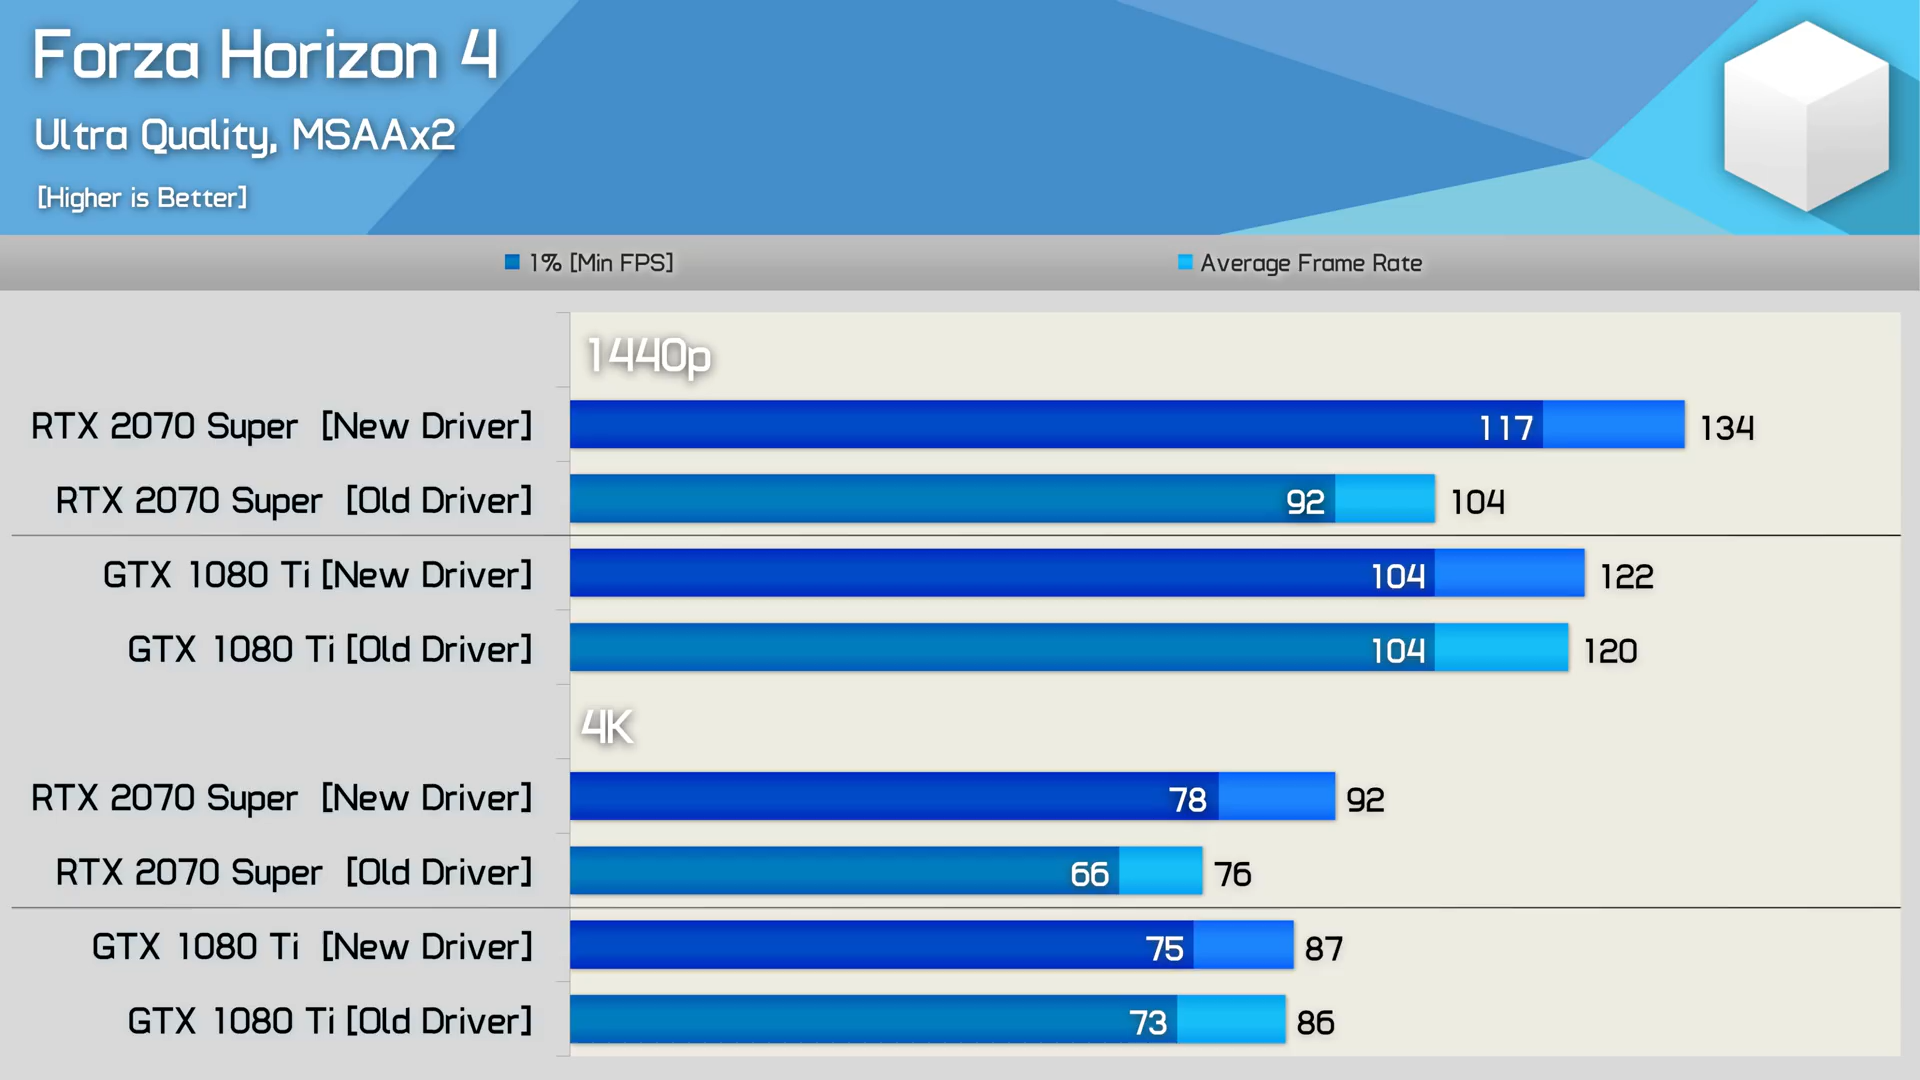 Forza Horizon 4
Ultra Quality, MSAAx2
[Higher is Better]
1% [Min FPS] Average Frame Rate
1440p
RTX 2070 Super [New Driver] 117 134
RTX 2070 Super [Old Driver] 92 104
GTX 1080 Ti [New Driver] 104 122
GTX 1080 Ti [Old Driver] 104 120
4K
RTX 2070 Super [New Driver] 78 92
RTX 2070 Super [Old Driver] 66 76
GTX 1080 Ti [New Driver] 75 87
GTX 1080 Ti [Old Driver] 73 86